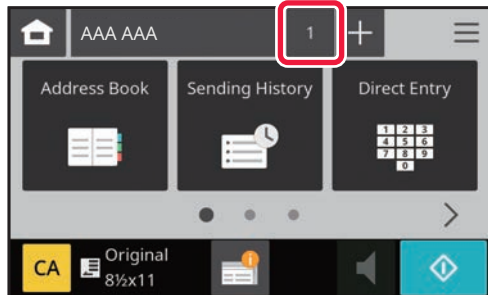 AAA AAA 1 +
Address Book
Sending History
Direct Entry
1 2 3
4 5 6
7 8 9
0
CA
Original
8½x11